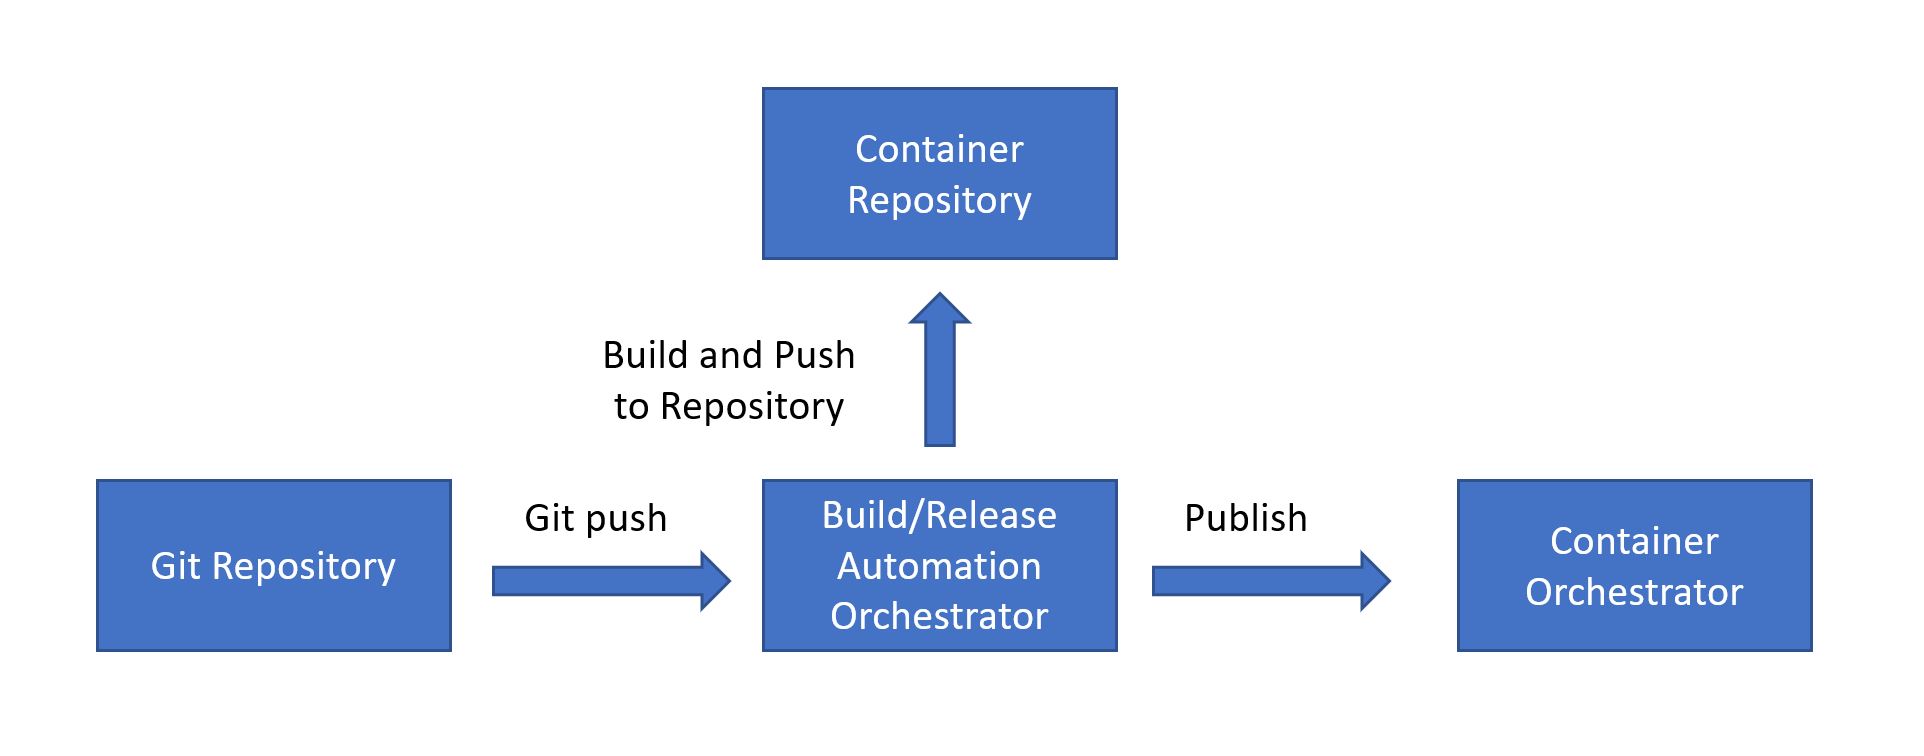 Container
Repository
Build and Push
to Repository
Git Repository
Git push
Build/Release
Automation
Orchestrator
Publish
Container
Orchestrator